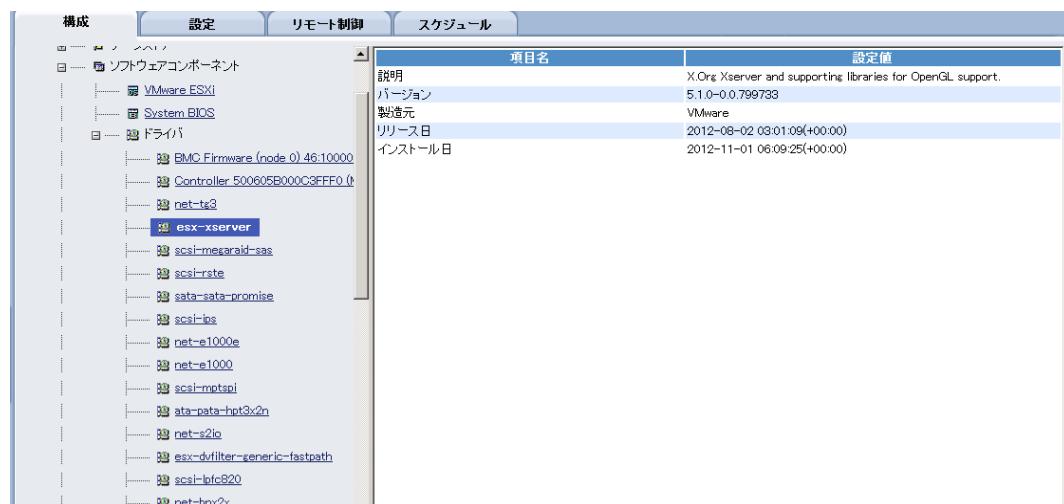 構成
設定
リモート制御
スケジュール
ソフトウェアコンポーネント
VMware ESXi
System BIOS
ドライバ
BMC Firmware (node 0) 46:10000
Controller 500605B000C3FFF0 (M
net-tg3
esx-xserver
scsi-megaraid-sas
scsi-rste
sata-sata-promise
scsi-ips
net-e1000e
net-e1000
scsi-mptspi
ata-pata-hpt3x2n
net-s2io
esx-dvfilter-generic-fastpath
scsi-lpfc820
net-bnx2x
項目名 設定値
説明 X.Org Xserver and supporting libraries for OpenGL support.
バージョン 5.1.0-0.0.799733
製造元 VMware
リリース日 2012-08-02 03:01:09(+00:00)
インストール日 2012-11-01 06:09:25(+00:00)